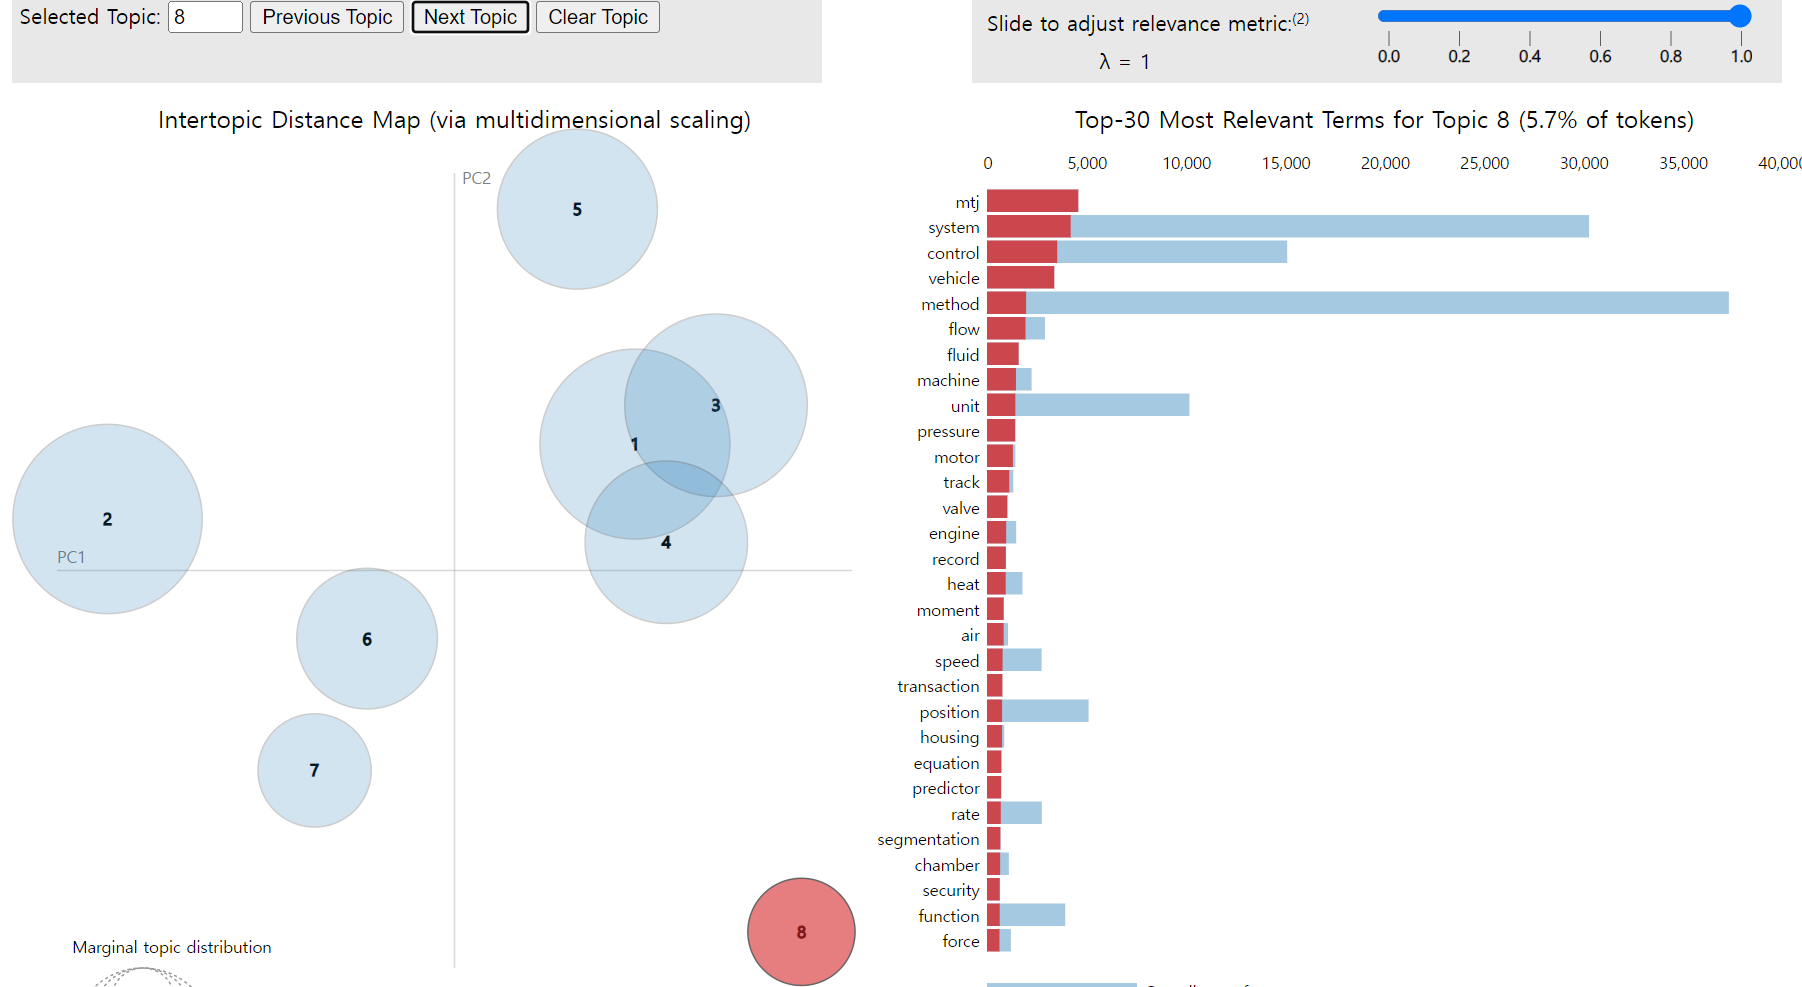 Selected Topic: 8 Previous Topic Next Topic Clear Topic
Slide to adjust relevance metric:(2)
λ = 1
0.0 0.2 0.4 0.6 0.8 1.0
Intertopic Distance Map (via multidimensional scaling)
PC2
5
3
1
2
4
PC1
6
7
8
Marginal topic distribution
Top-30 Most Relevant Terms for Topic 8 (5.7% of tokens)
0 5,000 10,000 15,000 20,000 25,000 30,000 35,000
mtj
system
control
vehicle
method
flow
fluid
machine
unit
pressure
motor
track
valve
engine
record
heat
moment
air
speed
transaction
position
housing
equation
predictor
rate
segmentation
chamber
security
function
force